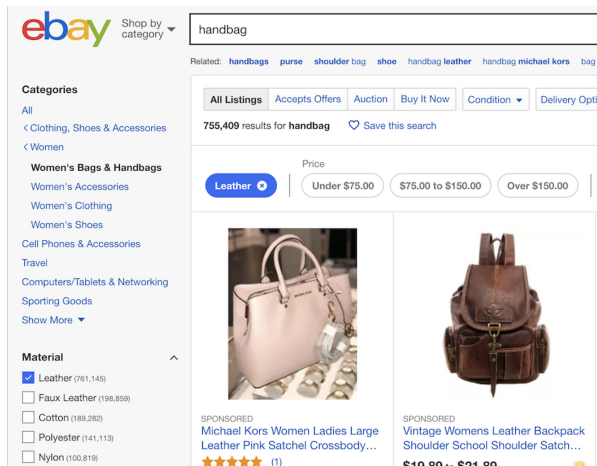 ebay
Shop by
category
handbag
Related: handbags purse shoulder bag shoe handbag leather handbag michael kors bag
Categories
All
Clothing, Shoes & Accessories
Women
Women's Bags & Handbags
Women's Accessories
Women's Clothing
Women's Shoes
Cell Phones & Accessories
Travel
Computers/Tablets & Networking
Sporting Goods
Show More
Material
Leather (761,145)
Faux Leather (198,859)
Cotton (189,282)
Polyester (141,113)
Nylon (100,819)
All Listings Accepts Offers Auction Buy It Now Condition Delivery Opti
755,409 results for handbag Save this search
Price
Leather Under $75.00 $75.00 to $150.00 Over $150.00
SPONSORED
Michael Kors Women Ladies Large
Leather Pink Satchel Crossbody...
(1)
SPONSORED
Vintage Womens Leather Backpack
Shoulder School Shoulder Satch...
$19.89 to $21.89